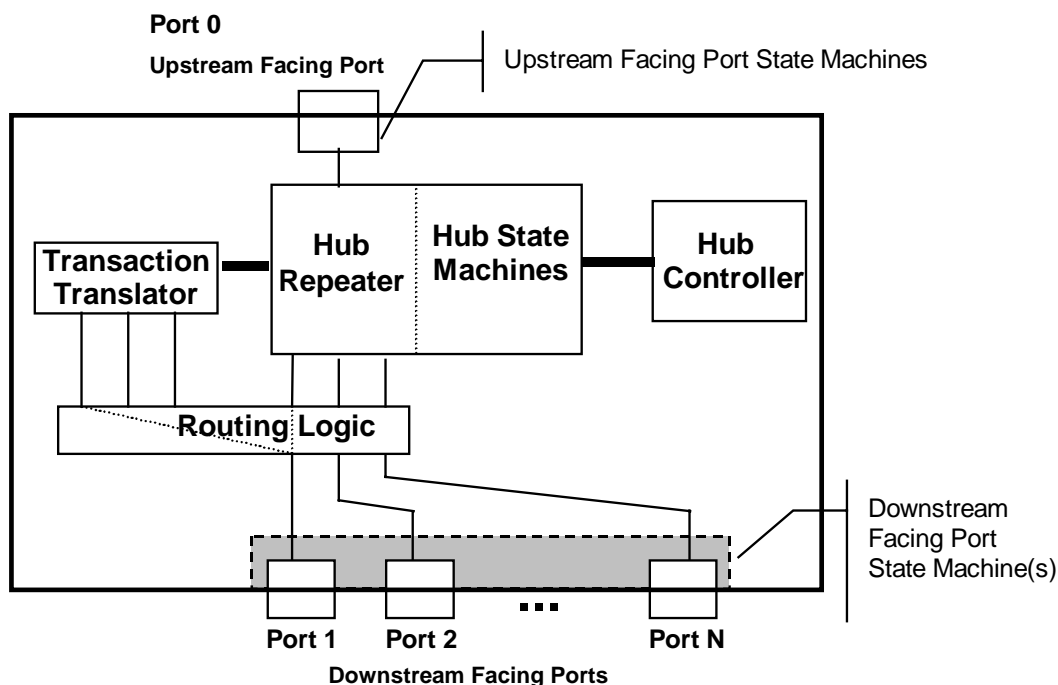 Port 0
Upstream Facing Port
Upstream Facing Port State Machines
Transaction
Translator
Hub
Repeater
Hub State
Machines
Hub
Controller
Routing Logic
Downstream
Facing Port
State Machine(s)
Port 1
Port 2
...
Port N
Downstream Facing Ports